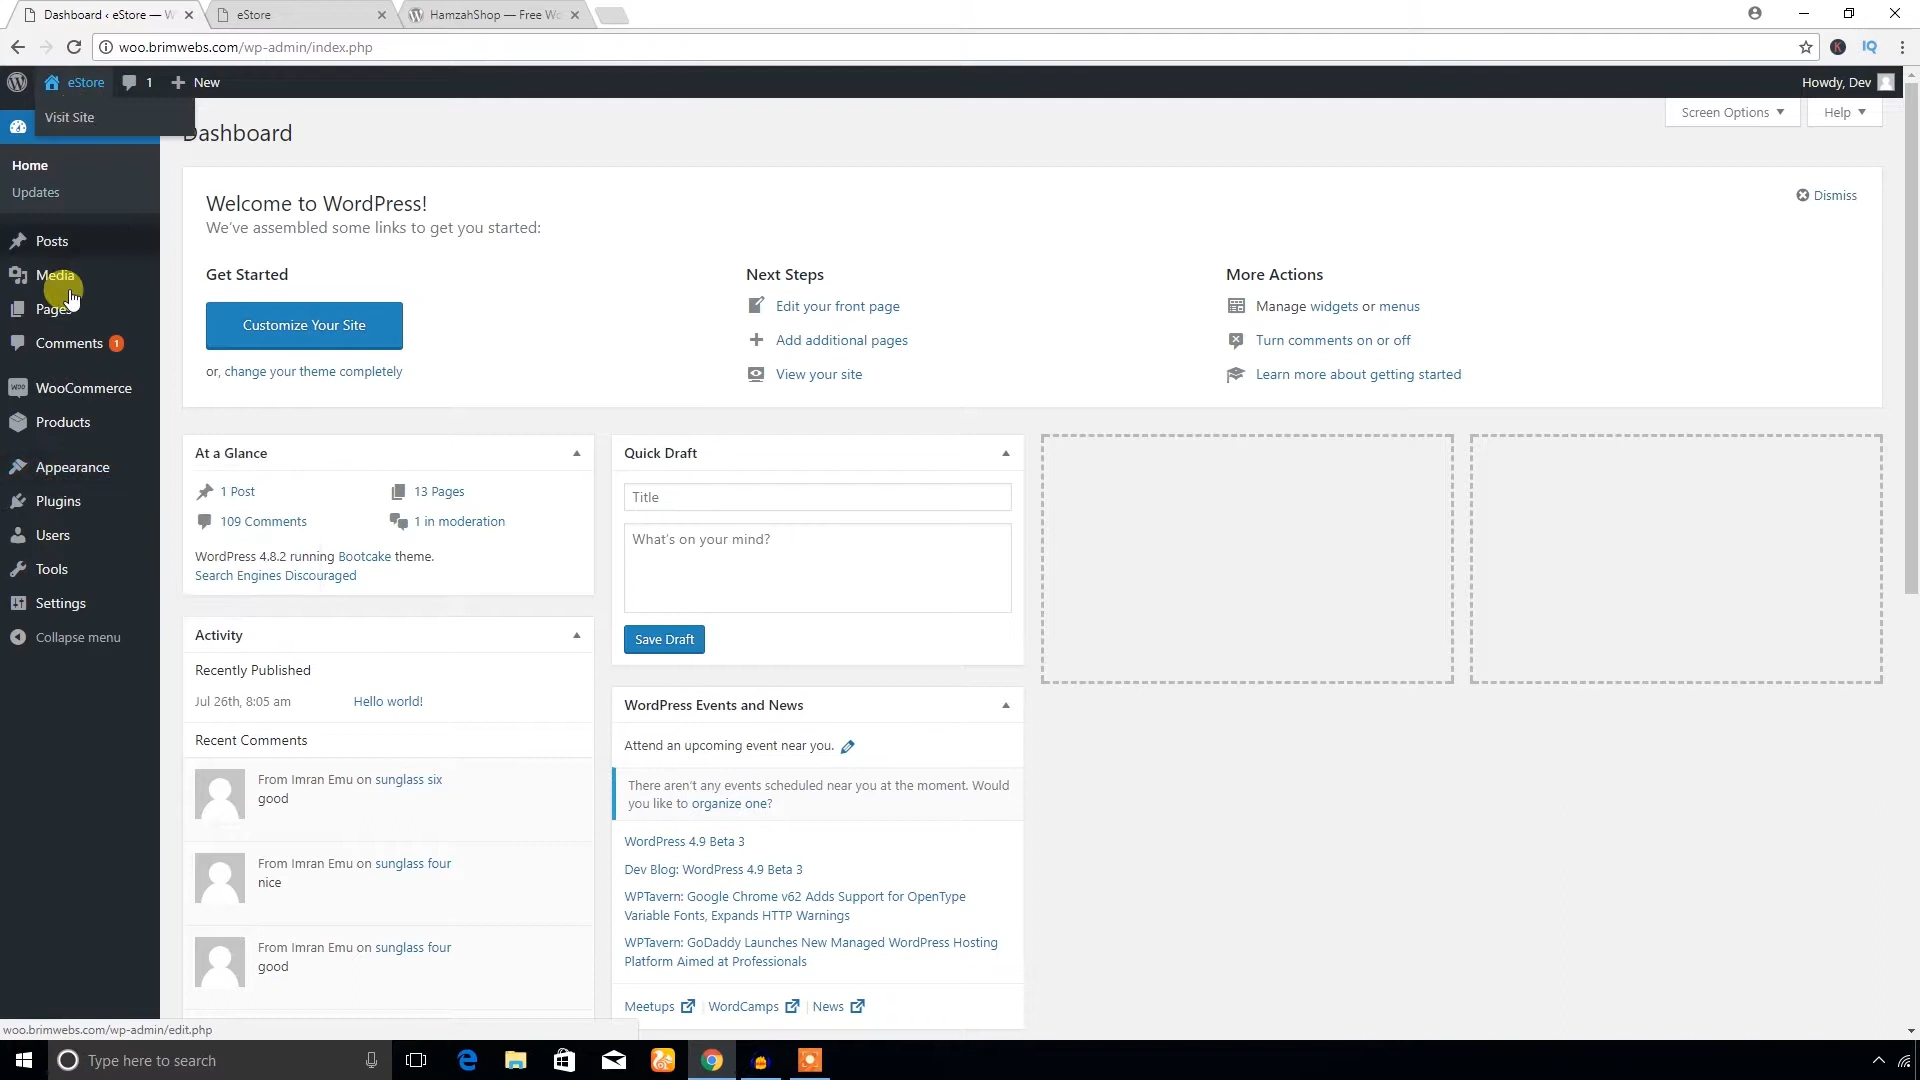 Dashboard ‹ eStore — W
eStore
HamzahShop — Free Wo
woo.brimwebs.com/wp-admin/index.php
K
IQ
eStore
1
New
Howdy, Dev
Visit Site
Dashboard
Screen Options
Help
Home
Updates
Posts
Media
Pages
Comments 1
WooCommerce
Products
Appearance
Plugins
Users
Tools
Settings
Collapse menu
Welcome to WordPress!
We've assembled some links to get you started:
Dismiss
Get Started
Customize Your Site
or, change your theme completely
Next Steps
Edit your front page
Add additional pages
View your site
More Actions
Manage widgets or menus
Turn comments on or off
Learn more about getting started
At a Glance
1 Post
13 Pages
109 Comments
1 in moderation
WordPress 4.8.2 running Bootcake theme.
Search Engines Discouraged
Activity
Recently Published
Jul 26th, 8:05 am
Hello world!
Recent Comments
From Imran Emu on sunglass six
good
From Imran Emu on sunglass four
nice
From Imran Emu on sunglass four
good
Quick Draft
Title
What's on your mind?
Save Draft
WordPress Events and News
Attend an upcoming event near you.
There aren't any events scheduled near you at the moment. Would
you like to organize one?
WordPress 4.9 Beta 3
Dev Blog: WordPress 4.9 Beta 3
WPTavern: Google Chrome v62 Adds Support for OpenType
Variable Fonts, Expands HTTP Warnings
WPTavern: GoDaddy Launches New Managed WordPress Hosting
Platform Aimed at Professionals
Meetups
WordCamps
News
woo.brimwebs.com/wp-admin/edit.php
Type here to search